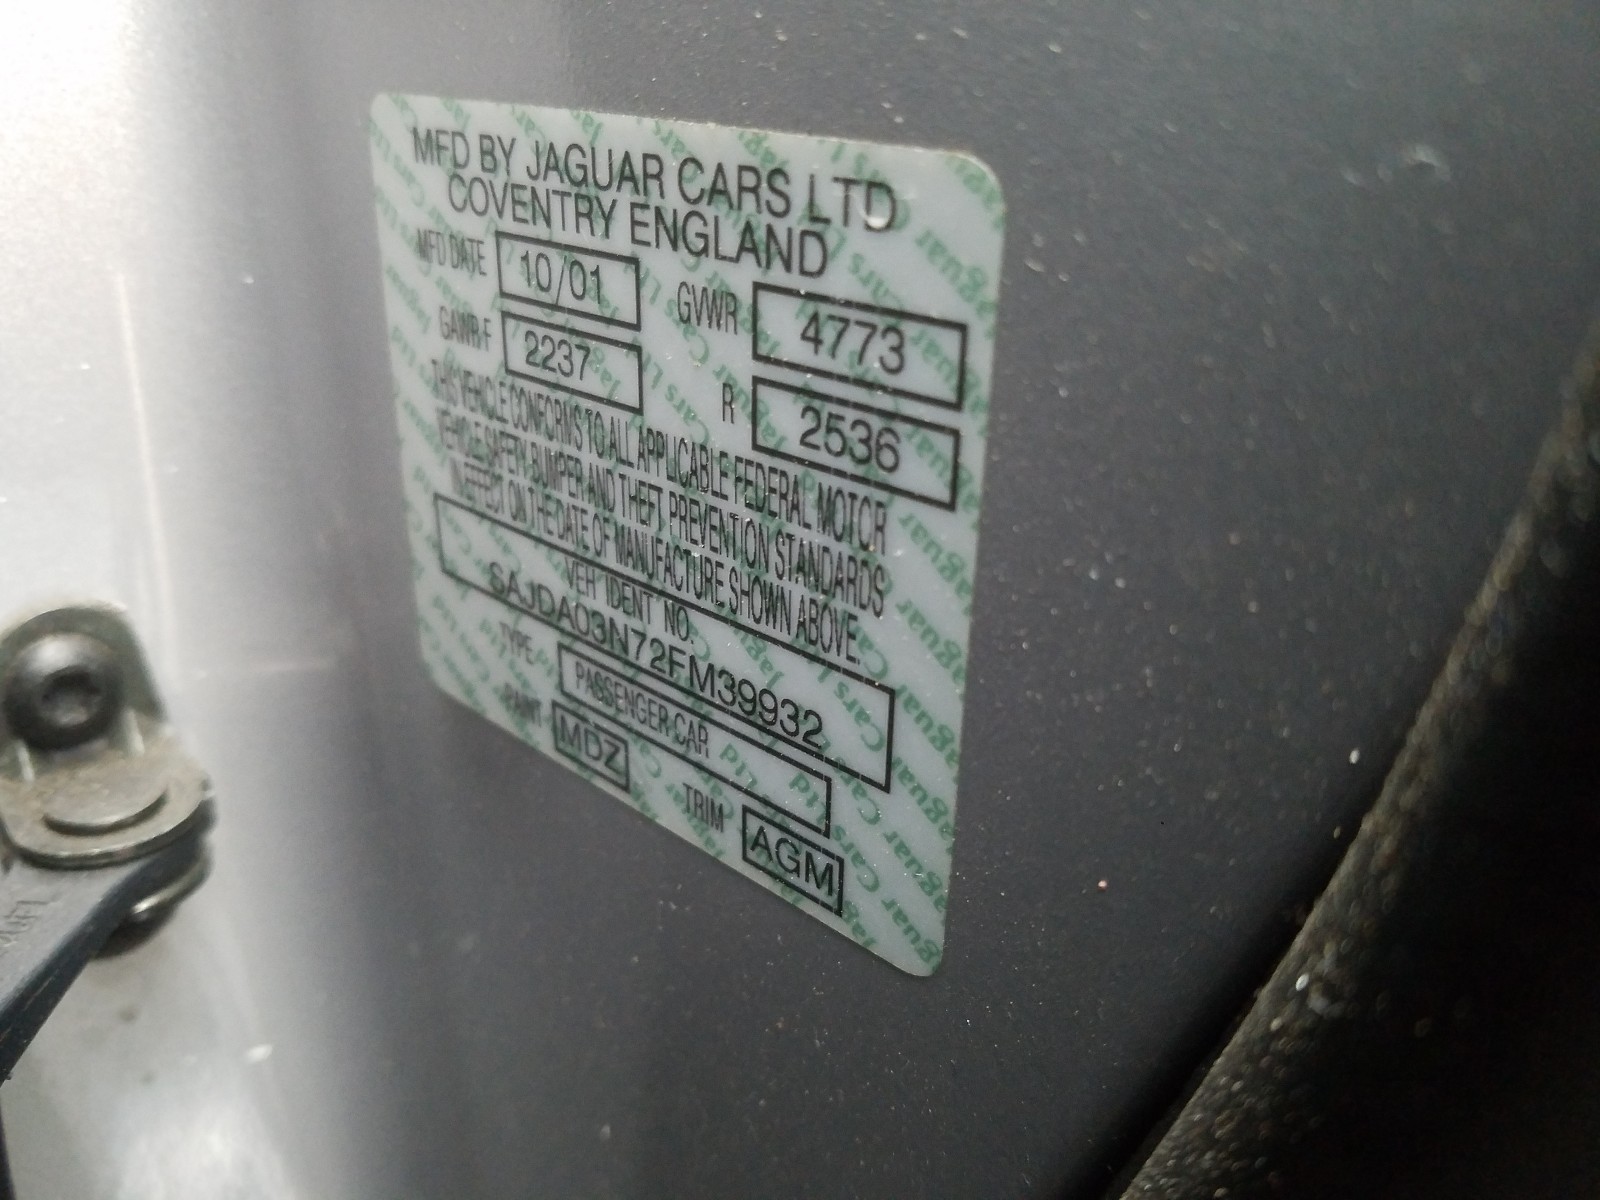 MFD BY JAGUAR CARS LTD
COVENTRY ENGLAND
MFD DATE 10/01 GVWR 4773
GAWR F 2237 R 2536
THIS VEHICLE CONFORMS TO ALL APPLICABLE FEDERAL MOTOR
VEHICLE SAFETY, BUMPER AND THEFT PREVENTION STANDARDS
IN EFFECT ON THE DATE OF MANUFACTURE SHOWN ABOVE.
VEH IDENT NO.
SAJDA03N72FM39932
TYPE PASSENGER CAR
PAINT MDZ TRIM AGM